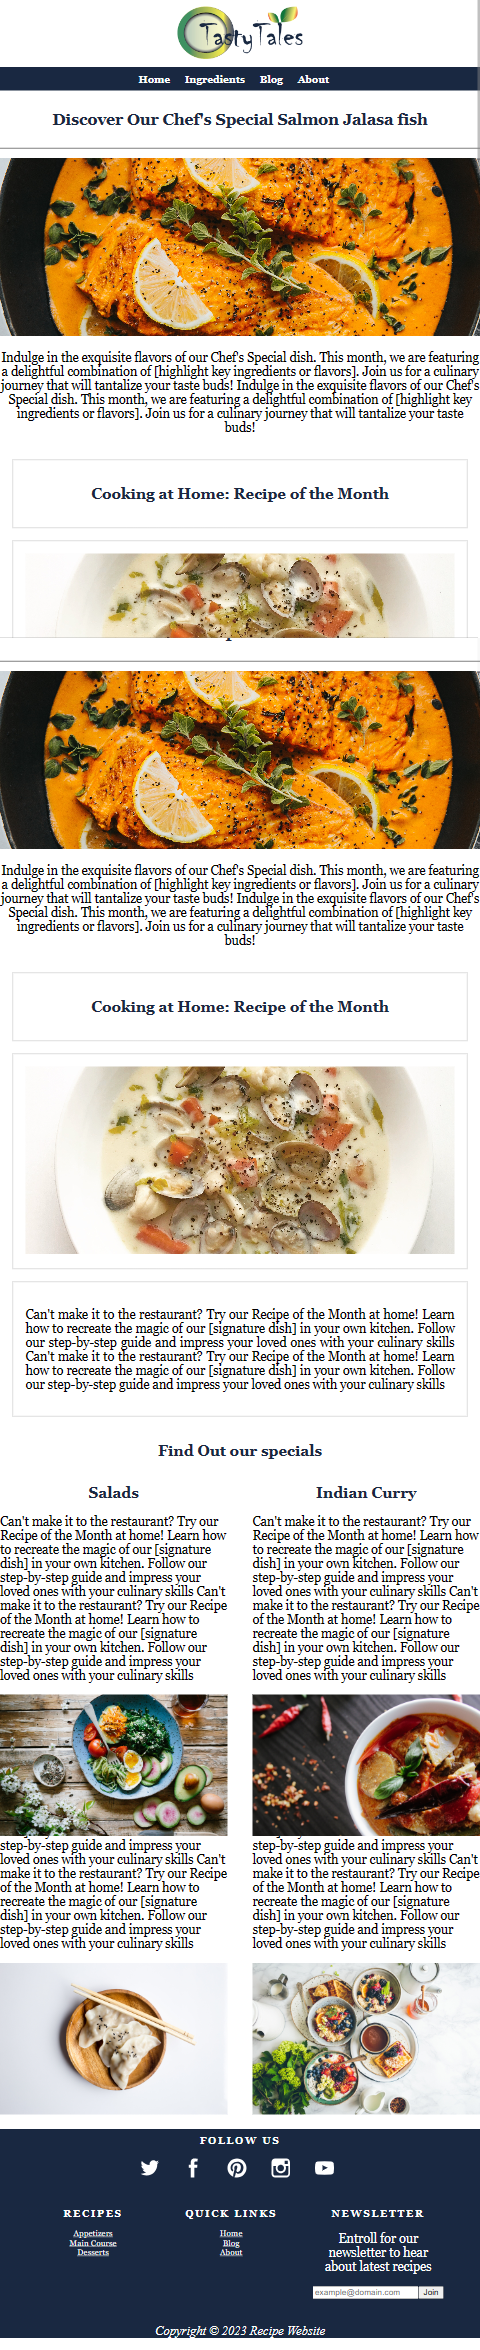 TastyTales
Home Ingredients Blog About
Discover Our Chef's Special Salmon Jalasa fish
Indulge in the exquisite flavors of our Chef's Special dish. This month, we are featuring
a delightful combination of [highlight key ingredients or flavors]. Join us for a culinary
journey that will tantalize your taste buds! Indulge in the exquisite flavors of our Chef's
Special dish. This month, we are featuring a delightful combination of [highlight key
ingredients or flavors]. Join us for a culinary journey that will tantalize your taste
buds!
Cooking at Home: Recipe of the Month
Indulge in the exquisite flavors of our Chef's Special dish. This month, we are featuring
a delightful combination of [highlight key ingredients or flavors]. Join us for a culinary
journey that will tantalize your taste buds! Indulge in the exquisite flavors of our Chef's
Special dish. This month, we are featuring a delightful combination of [highlight key
ingredients or flavors]. Join us for a culinary journey that will tantalize your taste
buds!
Cooking at Home: Recipe of the Month
Can't make it to the restaurant? Try our Recipe of the Month at home! Learn
how to recreate the magic of our [signature dish] in your own kitchen. Follow
our step-by-step guide and impress your loved ones with your culinary skills
Can't make it to the restaurant? Try our Recipe of the Month at home! Learn
how to recreate the magic of our [signature dish] in your own kitchen. Follow
our step-by-step guide and impress your loved ones with your culinary skills
Find Out our specials
Salads
Can't make it to the restaurant? Try our
Recipe of the Month at home! Learn how
to recreate the magic of our [signature
dish] in your own kitchen. Follow our
step-by-step guide and impress your
loved ones with your culinary skills Can't
make it to the restaurant? Try our Recipe
of the Month at home! Learn how to
recreate the magic of our [signature
dish] in your own kitchen. Follow our
step-by-step guide and impress your
loved ones with your culinary skills
Indian Curry
Can't make it to the restaurant? Try our
Recipe of the Month at home! Learn how
to recreate the magic of our [signature
dish] in your own kitchen. Follow our
step-by-step guide and impress your
loved ones with your culinary skills Can't
make it to the restaurant? Try our Recipe
of the Month at home! Learn how to
recreate the magic of our [signature
dish] in your own kitchen. Follow our
step-by-step guide and impress your
loved ones with your culinary skills
step-by-step guide and impress your
loved ones with your culinary skills Can't
make it to the restaurant? Try our Recipe
of the Month at home! Learn how to
recreate the magic of our [signature
dish] in your own kitchen. Follow our
step-by-step guide and impress your
loved ones with your culinary skills
step-by-step guide and impress your
loved ones with your culinary skills Can't
make it to the restaurant? Try our Recipe
of the Month at home! Learn how to
recreate the magic of our [signature
dish] in your own kitchen. Follow our
step-by-step guide and impress your
loved ones with your culinary skills
FOLLOW US
RECIPES
Appetizers
Main Course
Desserts
QUICK LINKS
Home
Blog
About
NEWSLETTER
Entroll for our
newsletter to hear
about latest recipes
example@domain.com Join
Copyright © 2023 Recipe Website